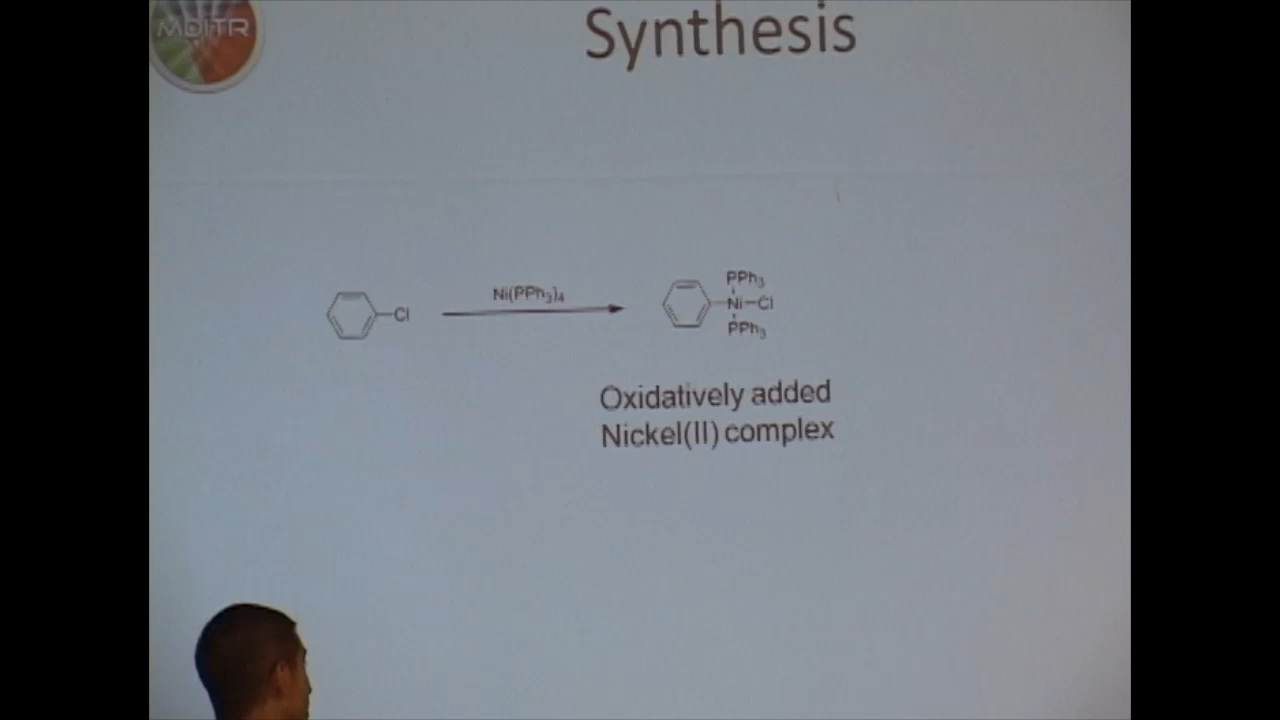 MDITR
Synthesis
Ni(PPh₃)₄
Cl
PPh₃
Ni–Cl
PPh₃
Oxidatively added
Nickel(II) complex